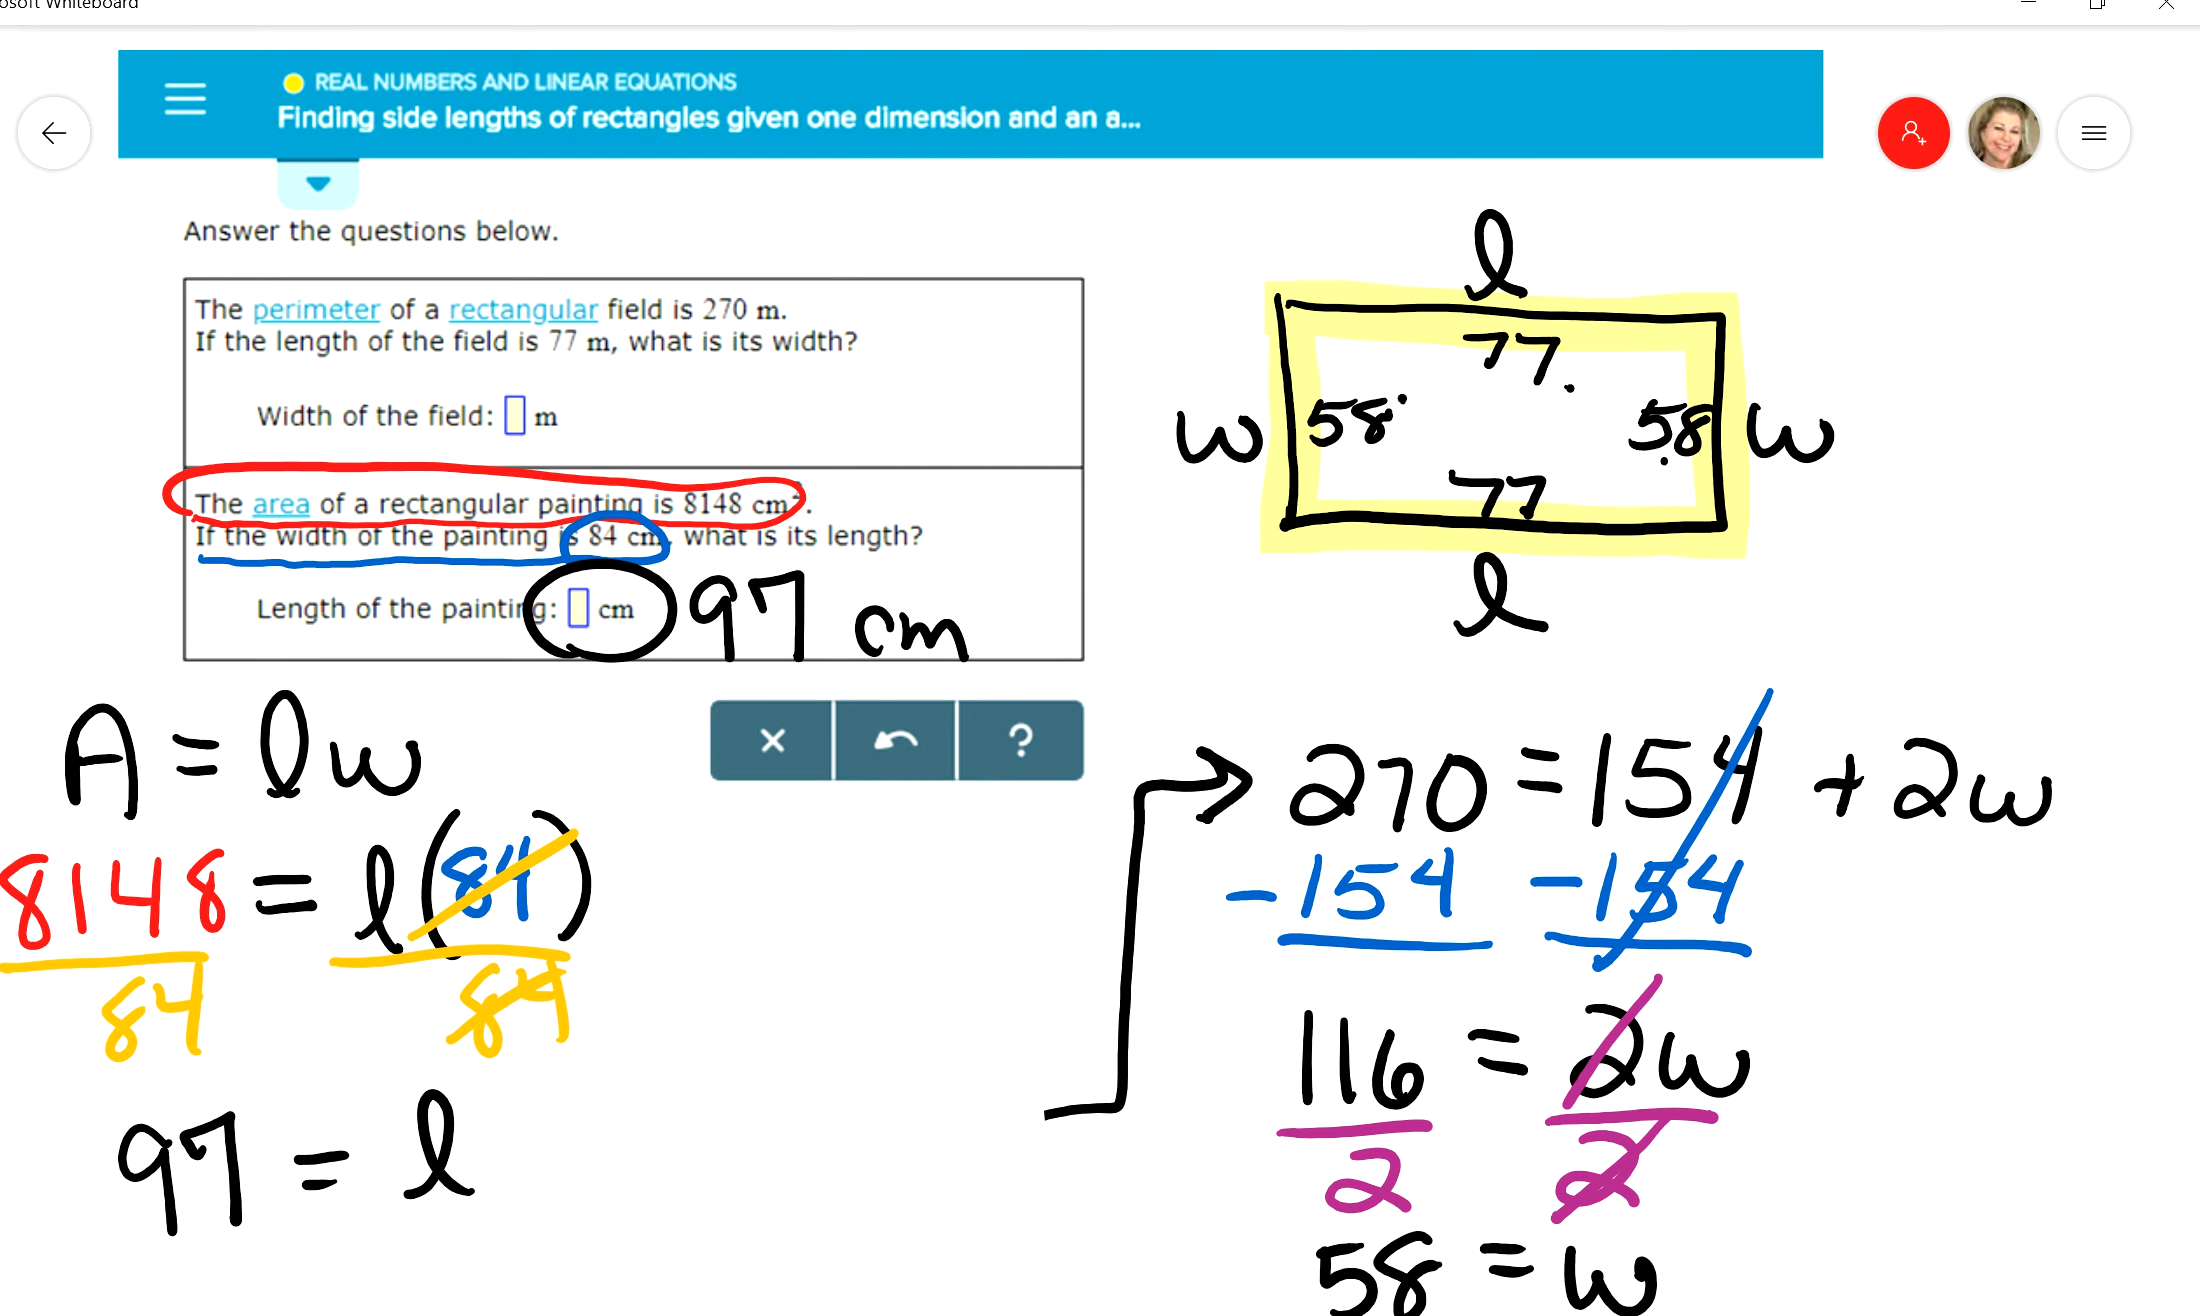 osoft Whiteboard
REAL NUMBERS AND LINEAR EQUATIONS
Finding side lengths of rectangles given one dimension and an a...
Answer the questions below.
The perimeter of a rectangular field is 270 m.
If the length of the field is 77 m, what is its width?
Width of the field: m
The area of a rectangular painting is 8148 cm².
If the width of the painting is 84 cm, what is its length?
Length of the painting: cm
97 cm
?
l
77.
w 58 58 w
77
l
A = lw
8148 = l(84)
84 84
97 = l
270 = 154 + 2w
-154 -154
116 = 2w
2 2
58 = w